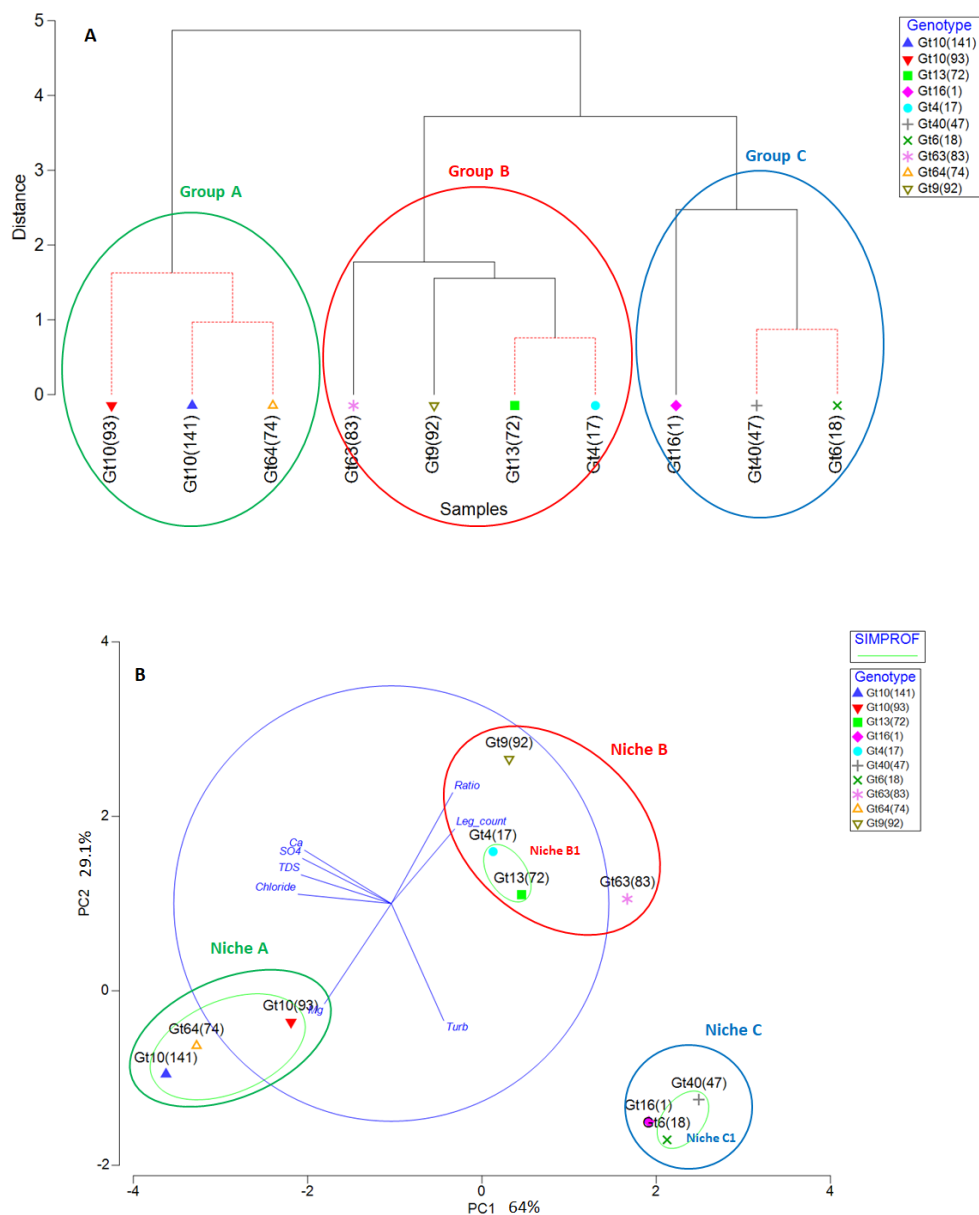 A
5
4
3
2
1
0
Distance
Group A
Group B
Group C
Gt10(93)
Gt10(141)
Gt64(74)
Gt63(83)
Gt9(92)
Gt13(72)
Gt4(17)
Gt16(1)
Gt40(47)
Gt6(18)
Samples
Genotype
Gt10(141)
Gt10(93)
Gt13(72)
Gt16(1)
Gt4(17)
Gt40(47)
Gt6(18)
Gt63(83)
Gt64(74)
Gt9(92)
B
4
2
0
-2
PC2 29.1%
Gt9(92)
Niche B
Ratio
Leg_count
Gt4(17)
Niche B1
Gt13(72)
Gt63(83)
Ca
SO4
TDS
Chloride
Niche A
Gt10(93)
Mg
Gt64(74)
Gt10(141)
Turb
Niche C
Gt40(47)
Gt16(1)
Gt6(18)
Niche C1
-4
-2
0
2
4
PC1 64%
SIMPROF
Genotype
Gt10(141)
Gt10(93)
Gt13(72)
Gt16(1)
Gt4(17)
Gt40(47)
Gt6(18)
Gt63(83)
Gt64(74)
Gt9(92)